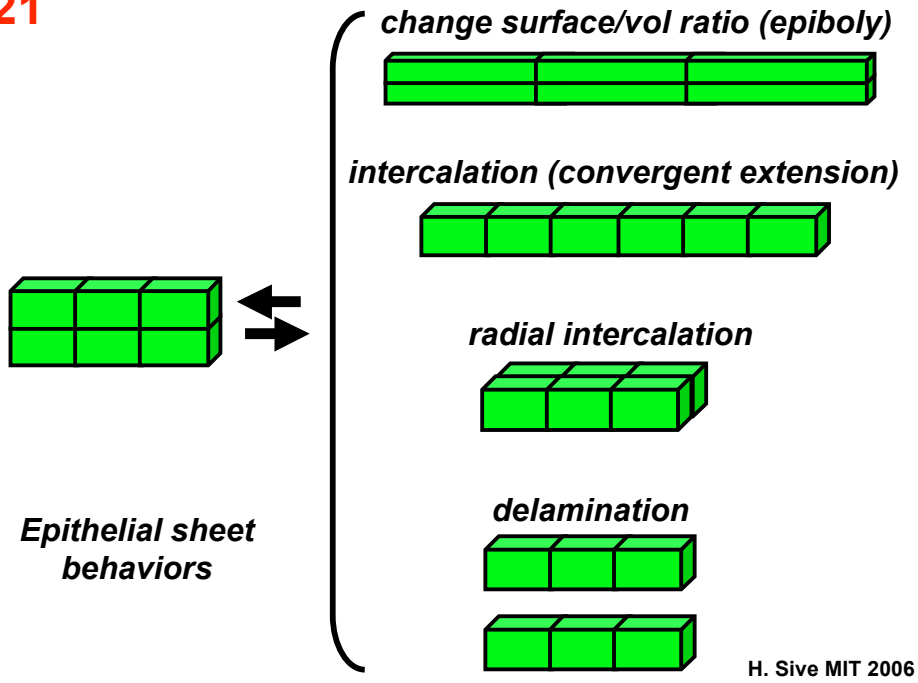 21
change surface/vol ratio (epiboly)
intercalation (convergent extension)
radial intercalation
delamination
Epithelial sheet
behaviors
H. Sive MIT 2006